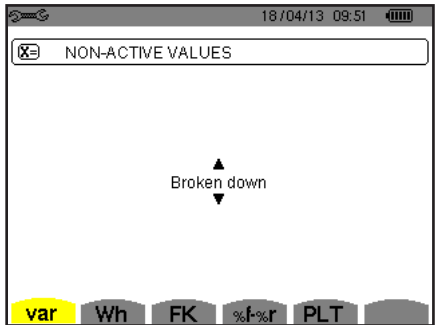 18/04/13 09:51
X= NON-ACTIVE VALUES
Broken down
var Wh FK %f-%r PLT